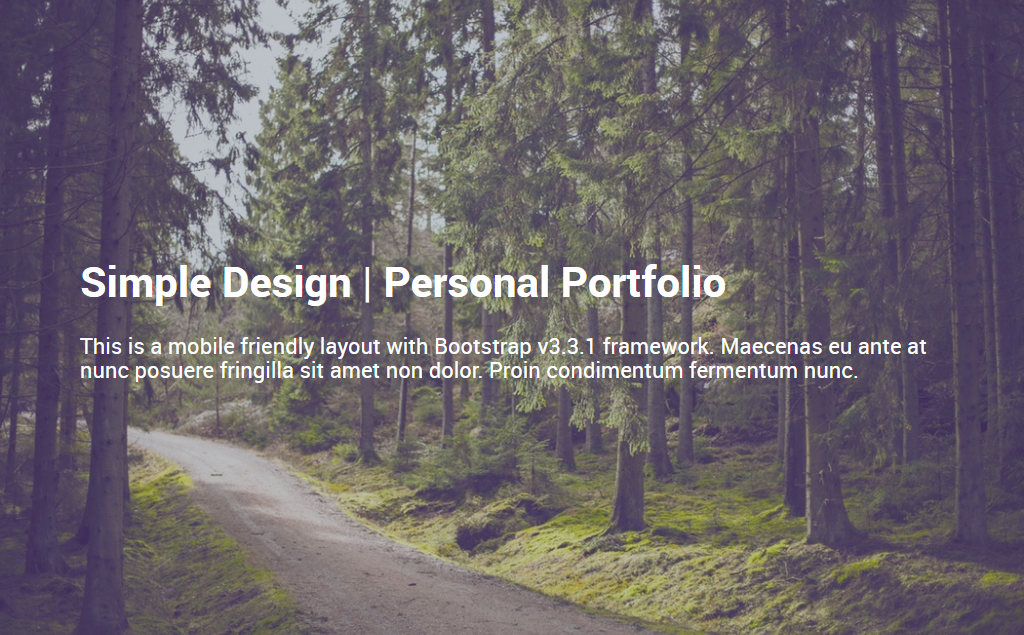 Simple Design | Personal Portfolio
This is a mobile friendly layout with Bootstrap v3.3.1 framework. Maecenas eu ante at
nunc posuere fringilla sit amet non dolor. Proin condimentum fermentum nunc.